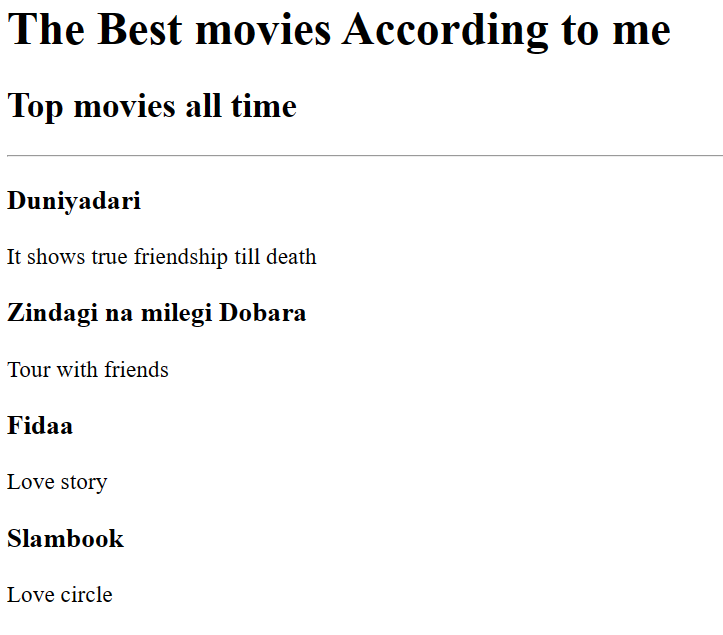 The Best movies According to me
Top movies all time
Duniyadari
It shows true friendship till death
Zindagi na milegi Dobara
Tour with friends
Fidaa
Love story
Slambook
Love circle